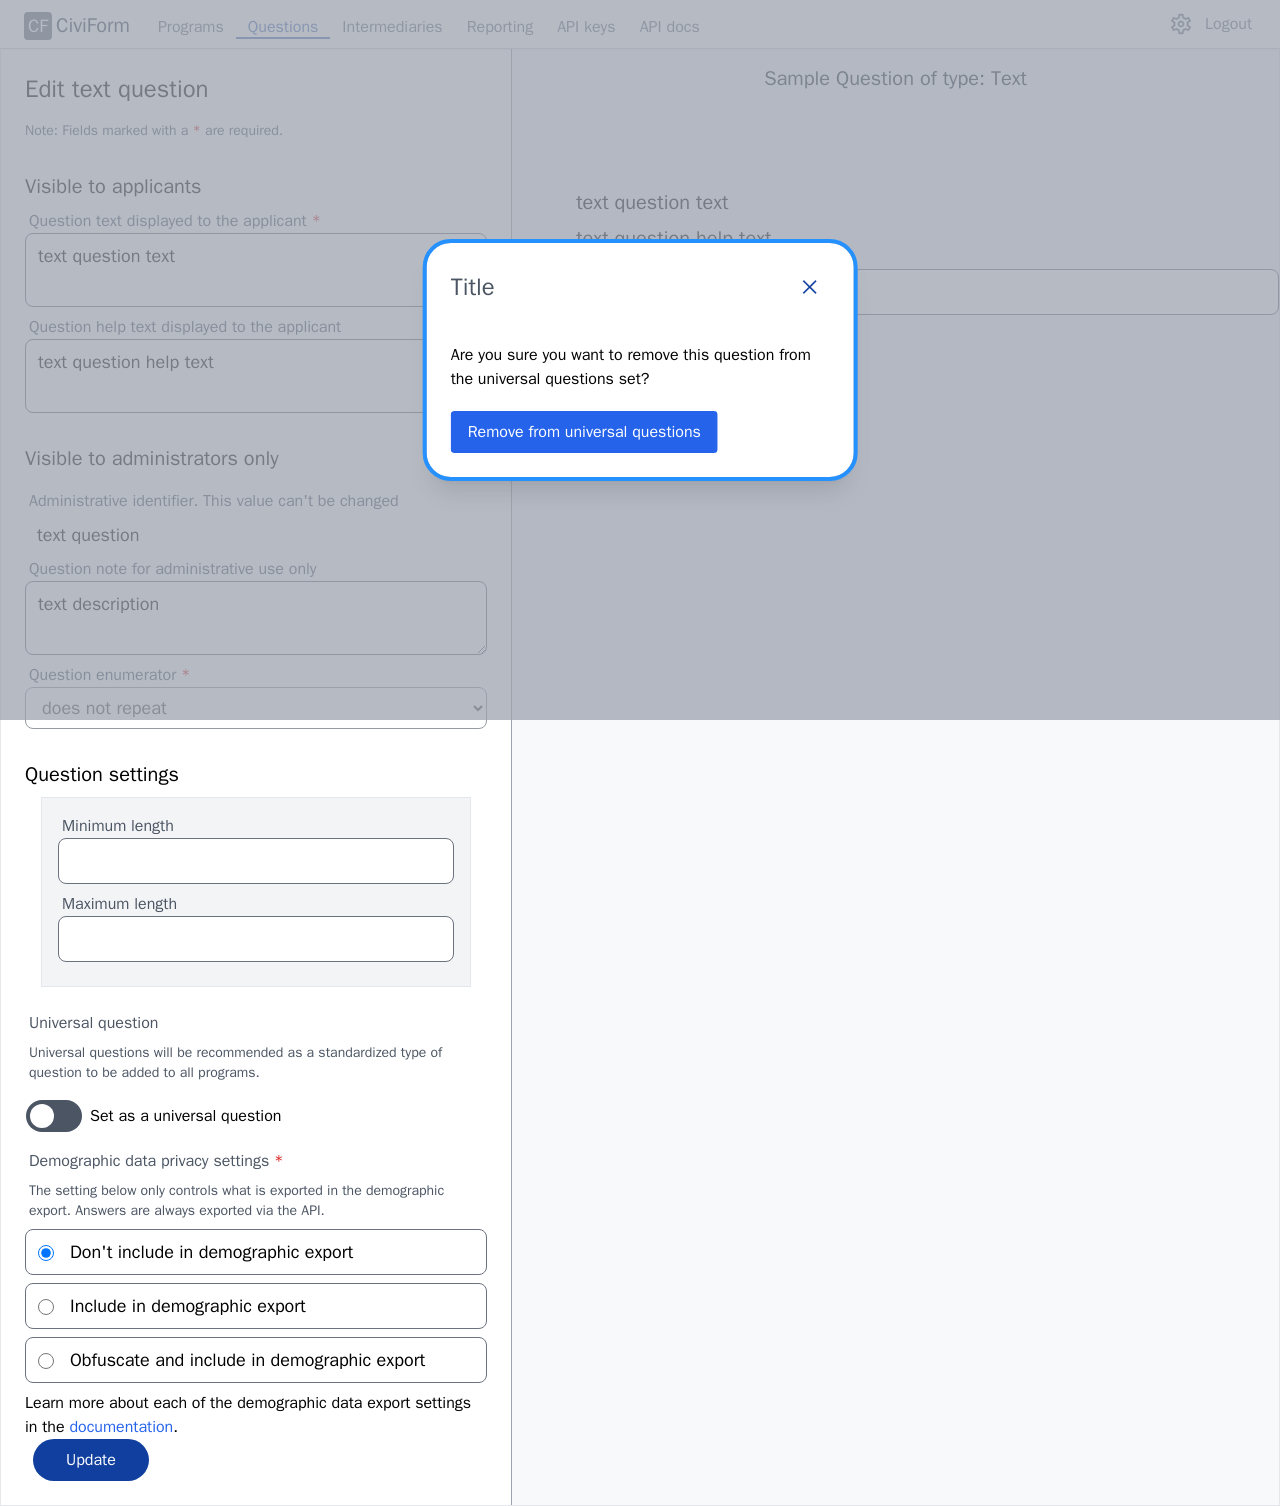 CF CiviForm Programs Questions Intermediaries Reporting API keys API docs Logout
Edit text question
Note: Fields marked with a * are required.
Visible to applicants
Question text displayed to the applicant *
text question text
Question help text displayed to the applicant
text question help text
Visible to administrators only
Administrative identifier. This value can't be changed
text question
Question note for administrative use only
text description
Question enumerator *
does not repeat
Question settings
Minimum length
Maximum length
Universal question
Universal questions will be recommended as a standardized type of
question to be added to all programs.
Set as a universal question
Demographic data privacy settings *
The setting below only controls what is exported in the demographic
export. Answers are always exported via the API.
Don't include in demographic export
Include in demographic export
Obfuscate and include in demographic export
Learn more about each of the demographic data export settings
in the documentation.
Update
Sample Question of type: Text
text question text
text question help text
Title
Are you sure you want to remove this question from
the universal questions set?
Remove from universal questions